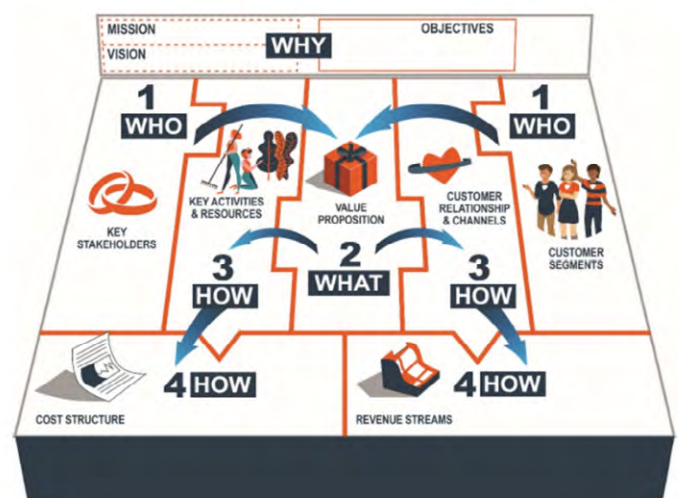 MISSION
VISION
WHY
OBJECTIVES
1
WHO
1
WHO
KEY ACTIVITIES
& RESOURCES
VALUE
PROPOSITION
CUSTOMER
RELATIONSHIP
& CHANNELS
KEY
STAKEHOLDERS
CUSTOMER
SEGMENTS
3
HOW
2
WHAT
3
HOW
4 HOW
COST STRUCTURE
4 HOW
REVENUE STREAMS